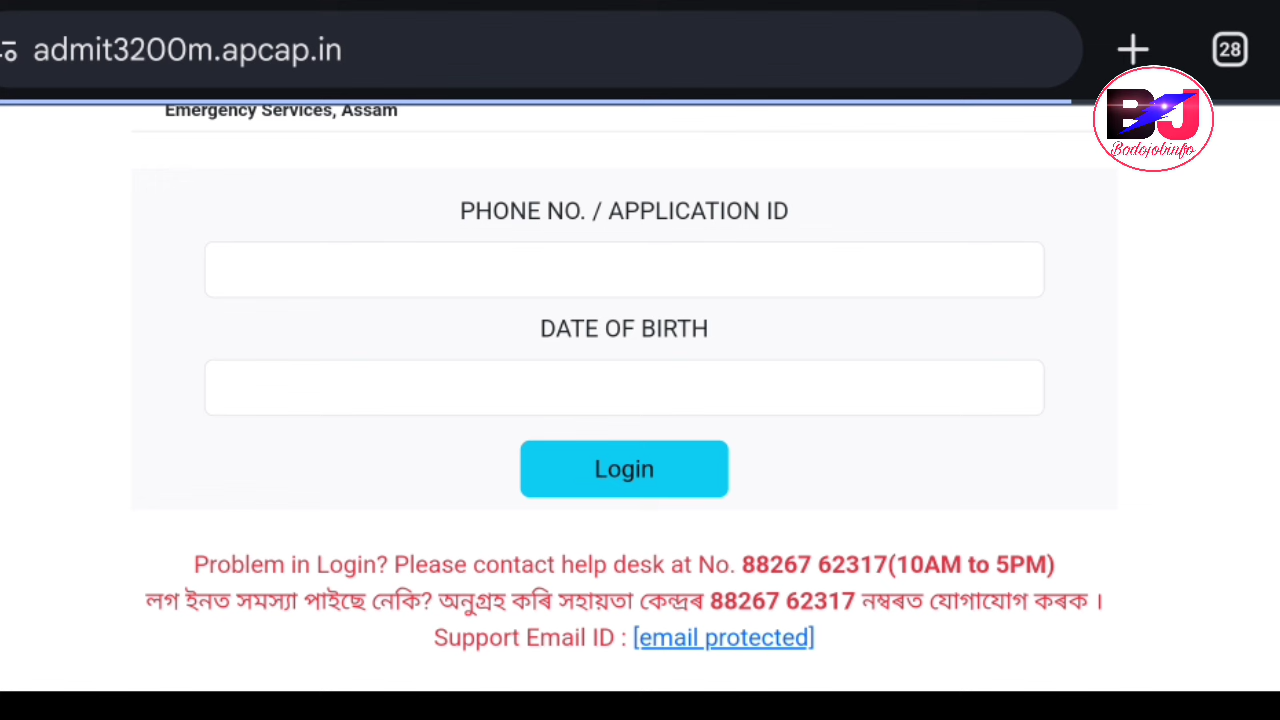 admit3200m.apcap.in
28
Emergency Services, Assam
BJ
Bodojobinfo
PHONE NO. / APPLICATION ID
DATE OF BIRTH
Login
Problem in Login? Please contact help desk at No. 88267 62317(10AM to 5PM)
লগ ইনত সমস্যা পাইছে নেকি? অনুগ্ৰহ কৰি সহায়তা কেন্দ্ৰৰ 88267 62317 নম্বৰত যোগাযোগ কৰক ।
Support Email ID : [email protected]